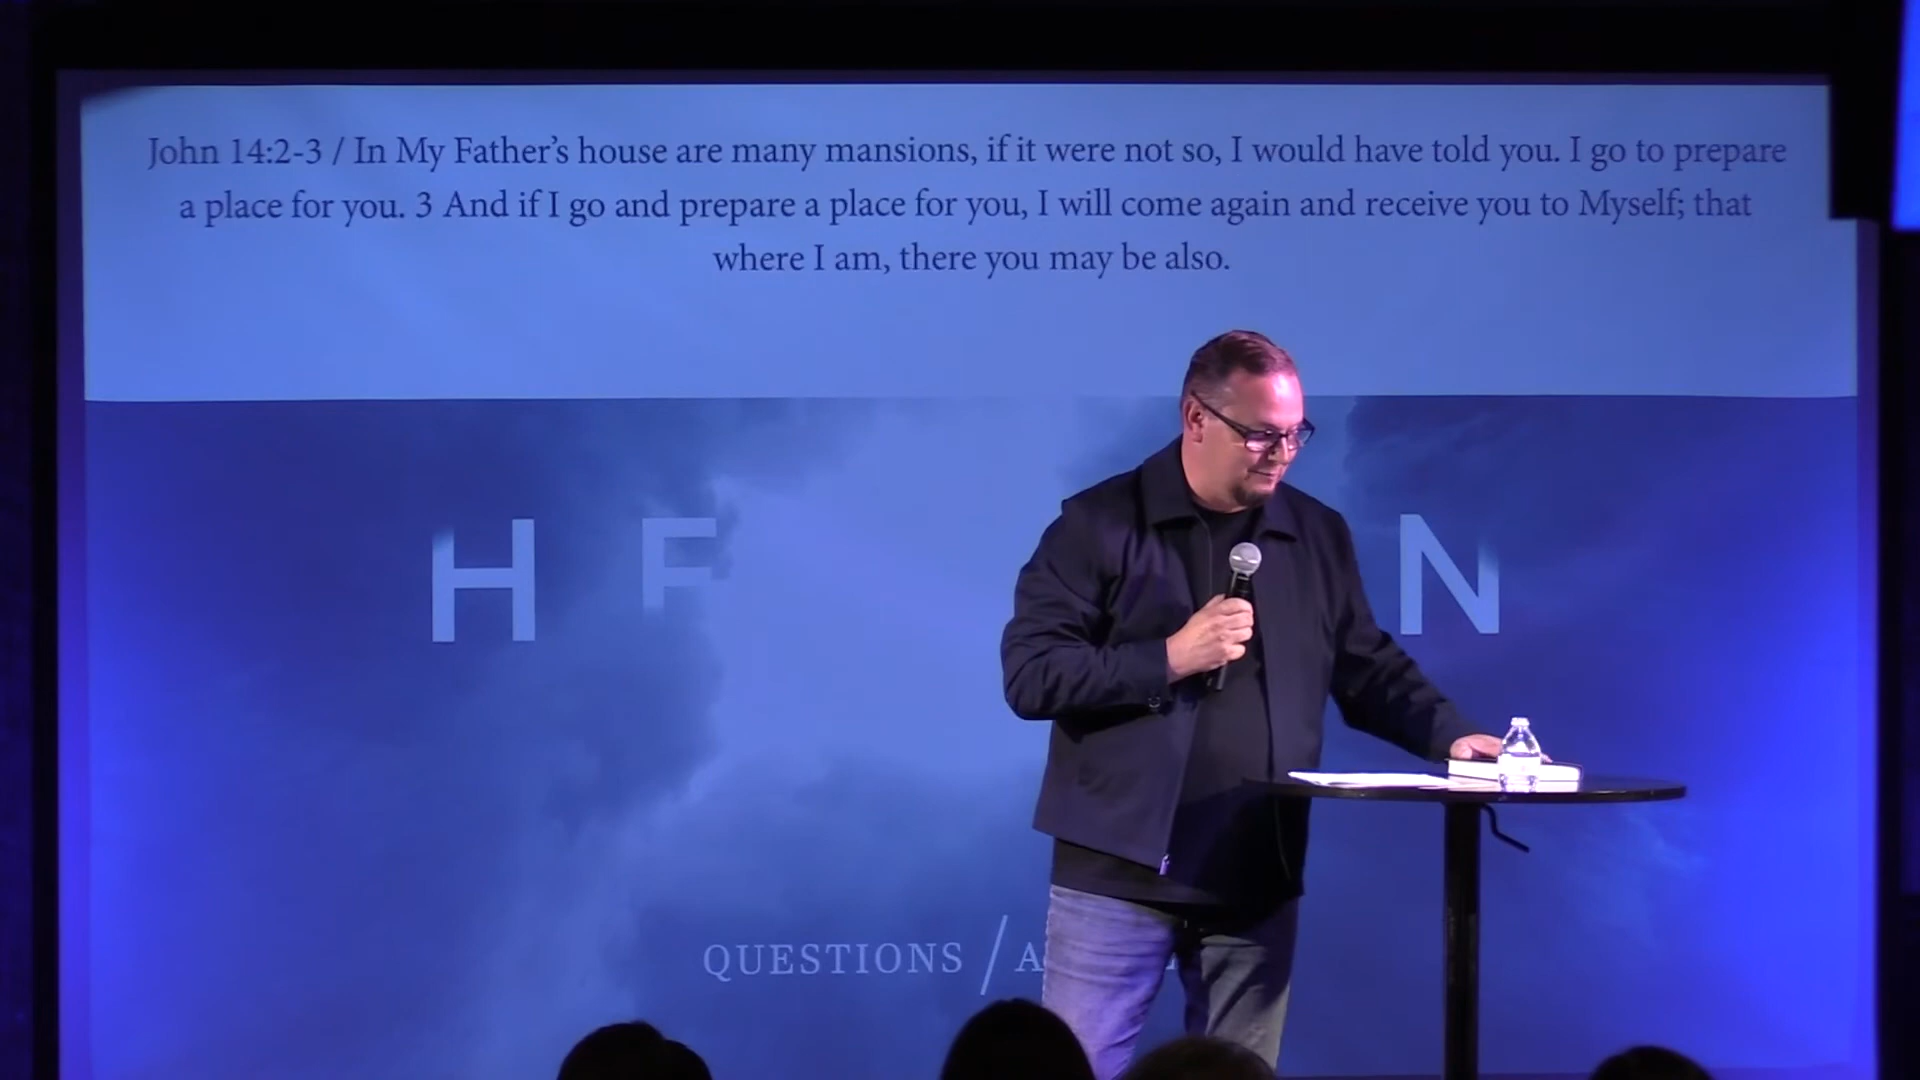 John 14:2-3 / In My Father's house are many mansions, if it were not so, I would have told you. I go to prepare
a place for you. 3 And if I go and prepare a place for you, I will come again and receive you to Myself; that
where I am, there you may be also.
H E N
QUESTIONS /